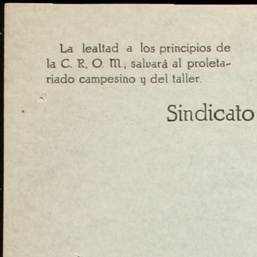 La lealtad a los principios de
la C. R. O. M., salvará al proleta-
riado campesino y del taller.
Sindicato